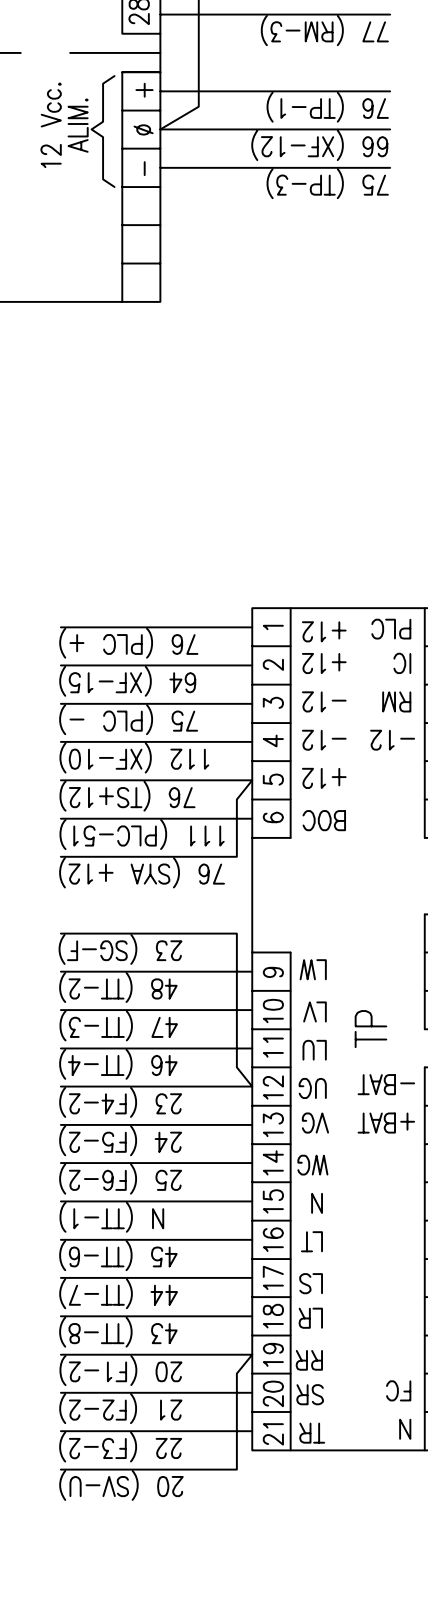 28
77 (RM-3)
12 Vcc.
ALIM.
+
76 (TP-1)
ø
66 (XF-12)
-
75 (TP-3)
76 (PLC +)
1
+12
PLC
64 (XF-15)
2
+12
IC
75 (PLC -)
3
-12
RM
112 (XF-10)
4
-12
-12
76 (TS+12)
5
+12
111 (PLC-51)
6
BOC
76 (SYA +12)
23 (SG-F)
48 (TT-2)
9
LW
47 (TT-3)
10
LV
46 (TT-4)
11
LU
TP
23 (F4-2)
12
UG
-BAT
24 (F5-2)
13
VG
+BAT
25 (F6-2)
14
WG
N (TT-1)
15
N
45 (TT-6)
16
LT
44 (TT-7)
17
LS
43 (TT-8)
18
LR
20 (F1-2)
19
RR
21 (F2-2)
20
SR
FC
22 (F3-2)
21
TR
N
20 (SV-U)